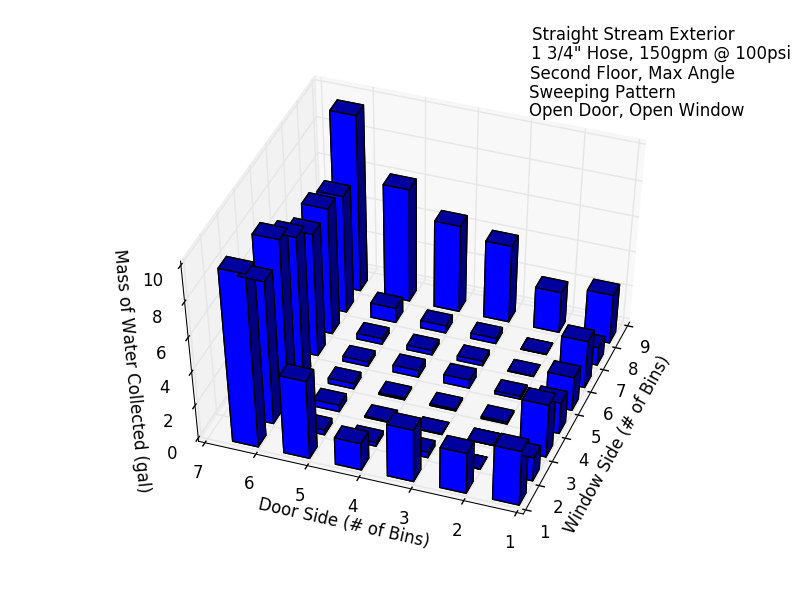 Straight Stream Exterior
1 3/4" Hose, 150gpm @ 100psi
Second Floor, Max Angle
Sweeping Pattern
Open Door, Open Window
Mass of Water Collected (gal)
10
8
6
4
2
0
Door Side (# of Bins)
7
6
5
4
3
2
1
Window Side (# of Bins)
9
8
7
6
5
4
3
2
1